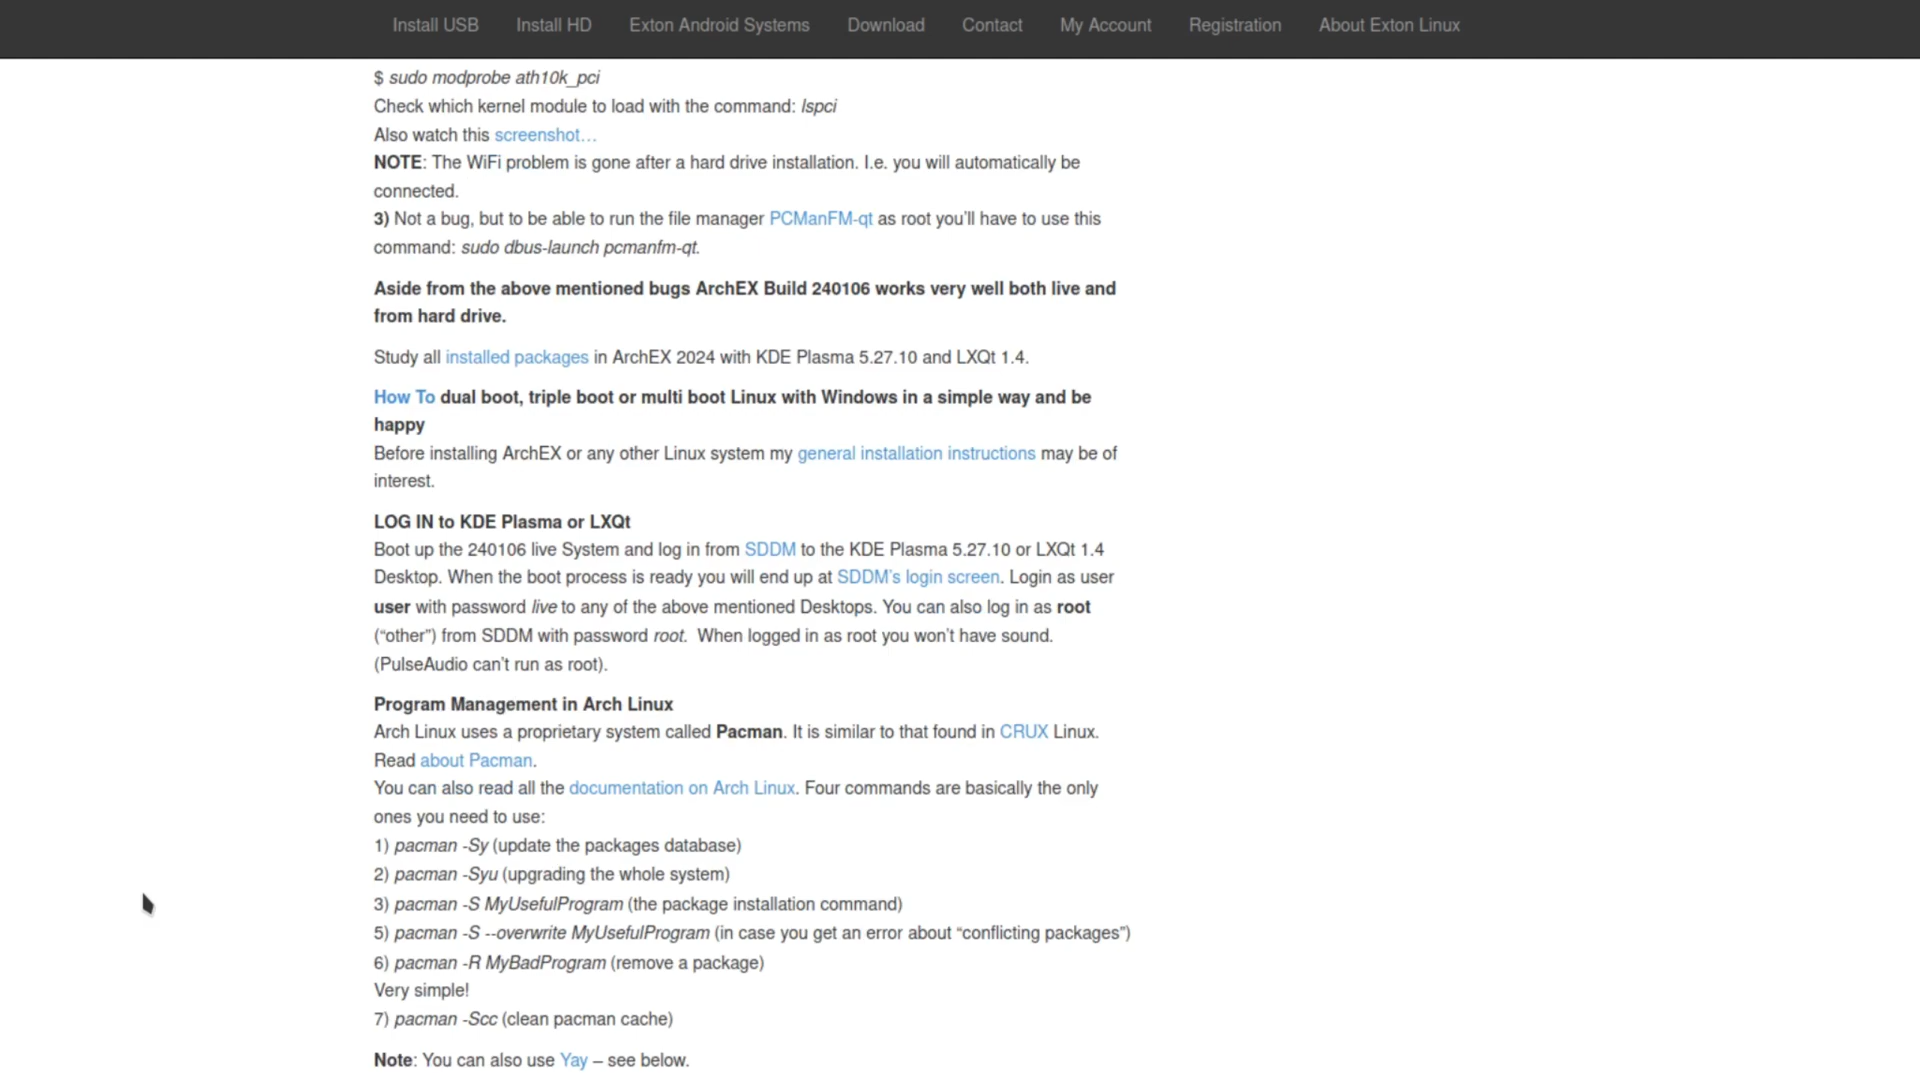 Install USB Install HD Exton Android Systems Download Contact My Account Registration About Exton Linux
$ sudo modprobe ath10k_pci
Check which kernel module to load with the command: lspci
Also watch this screenshot…
NOTE: The WiFi problem is gone after a hard drive installation. I.e. you will automatically be
connected.
3) Not a bug, but to be able to run the file manager PCManFM-qt as root you’ll have to use this
command: sudo dbus-launch pcmanfm-qt.
Aside from the above mentioned bugs ArchEX Build 240106 works very well both live and
from hard drive.
Study all installed packages in ArchEX 2024 with KDE Plasma 5.27.10 and LXQt 1.4.
How To dual boot, triple boot or multi boot Linux with Windows in a simple way and be
happy
Before installing ArchEX or any other Linux system my general installation instructions may be of
interest.
LOG IN to KDE Plasma or LXQt
Boot up the 240106 live System and log in from SDDM to the KDE Plasma 5.27.10 or LXQt 1.4
Desktop. When the boot process is ready you will end up at SDDM’s login screen. Login as user
user with password live to any of the above mentioned Desktops. You can also log in as root
(“other”) from SDDM with password root. When logged in as root you won’t have sound.
(PulseAudio can’t run as root).
Program Management in Arch Linux
Arch Linux uses a proprietary system called Pacman. It is similar to that found in CRUX Linux.
Read about Pacman.
You can also read all the documentation on Arch Linux. Four commands are basically the only
ones you need to use:
1) pacman -Sy (update the packages database)
2) pacman -Syu (upgrading the whole system)
3) pacman -S MyUsefulProgram (the package installation command)
5) pacman -S --overwrite MyUsefulProgram (in case you get an error about “conflicting packages”)
6) pacman -R MyBadProgram (remove a package)
Very simple!
7) pacman -Scc (clean pacman cache)
Note: You can also use Yay – see below.